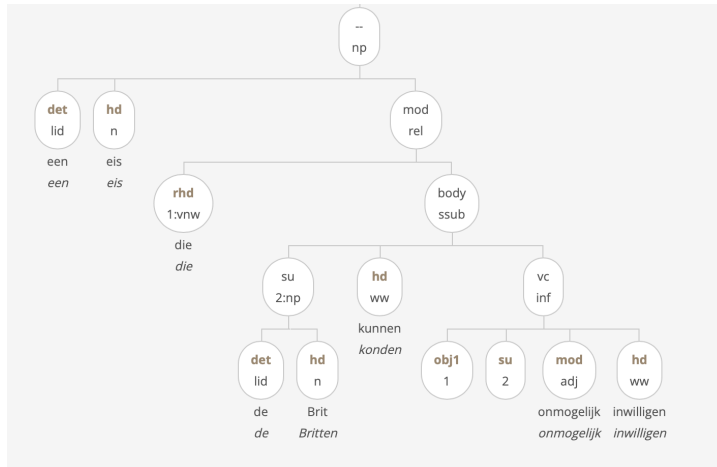 --
np
det hd mod
lid n rel
een eis
een eis
rhd body
1:vnw ssub
die
die
su hd vc
2:np ww inf
kunnen
konden
det hd obj1 su mod hd
lid n 1 2 adj ww
de Brit onmogelijk inwilligen
de Britten onmogelijk inwilligen